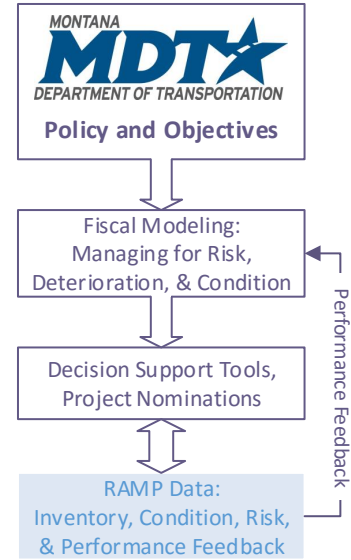 MONTANA
MDT
DEPARTMENT OF TRANSPORTATION
Policy and Objectives
Fiscal Modeling:
Managing for Risk,
Deterioration, & Condition
Performance Feedback
Decision Support Tools,
Project Nominations
RAMP Data:
Inventory, Condition, Risk,
& Performance Feedback